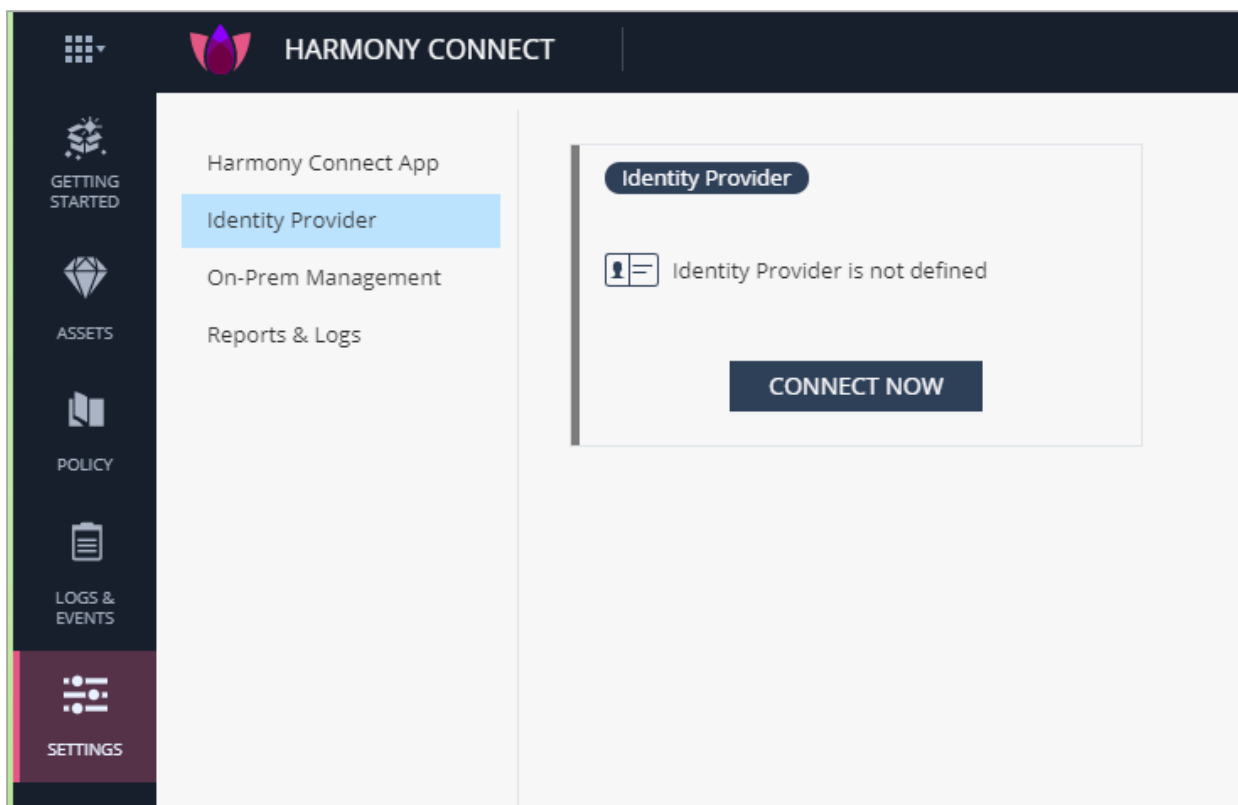 HARMONY CONNECT
GETTING
STARTED
ASSETS
POLICY
LOGS &
EVENTS
SETTINGS
Harmony Connect App
Identity Provider
On-Prem Management
Reports & Logs
Identity Provider
Identity Provider is not defined
CONNECT NOW